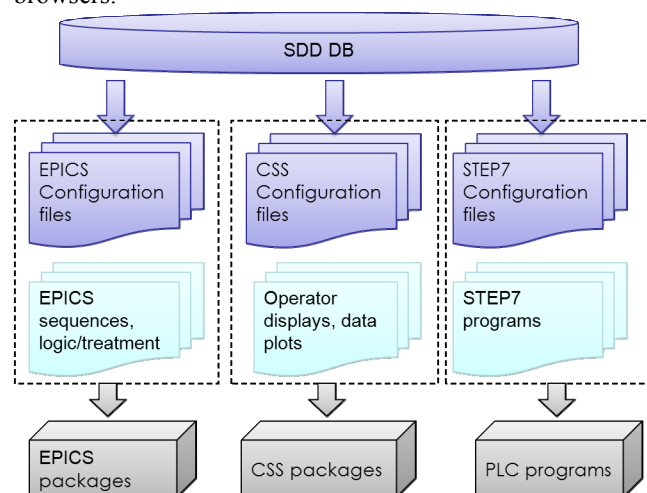 browsers.
SDD DB
EPICS
Configuration
files
CSS
Configuration
files
STEP7
Configuration
files
EPICS
sequences,
logic/treatment
Operator
displays, data
plots
STEP7
programs
EPICS
packages
CSS packages
PLC programs